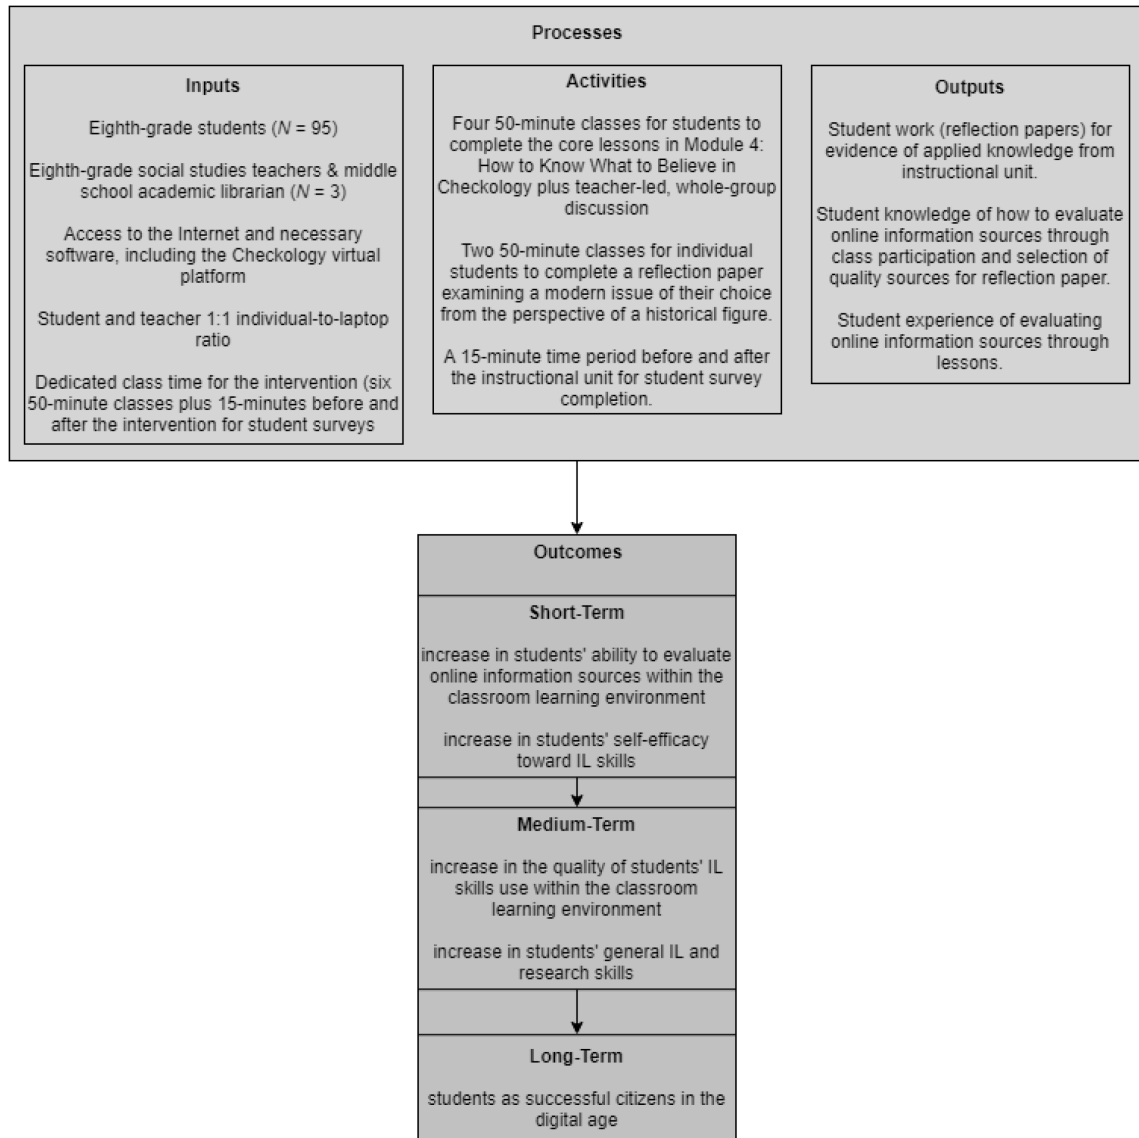 Processes
Inputs
Eighth-grade students (N = 95)
Eighth-grade social studies teachers & middle
school academic librarian (N = 3)
Access to the Internet and necessary
software, including the Checkology virtual
platform
Student and teacher 1:1 individual-to-laptop
ratio
Dedicated class time for the intervention (six
50-minute classes plus 15-minutes before and
after the intervention for student surveys
Activities
Four 50-minute classes for students to
complete the core lessons in Module 4:
How to Know What to Believe in
Checkology plus teacher-led, whole-group
discussion
Two 50-minute classes for individual
students to complete a reflection paper
examining a modern issue of their choice
from the perspective of a historical figure.
A 15-minute time period before and after
the instructional unit for student survey
completion.
Outputs
Student work (reflection papers) for
evidence of applied knowledge from
instructional unit.
Student knowledge of how to evaluate
online information sources through
class participation and selection of
quality sources for reflection paper.
Student experience of evaluating
online information sources through
lessons.
Outcomes
Short-Term
increase in students' ability to evaluate
online information sources within the
classroom learning environment
increase in students' self-efficacy
toward IL skills
Medium-Term
increase in the quality of students' IL
skills use within the classroom
learning environment
increase in students' general IL and
research skills
Long-Term
students as successful citizens in the
digital age